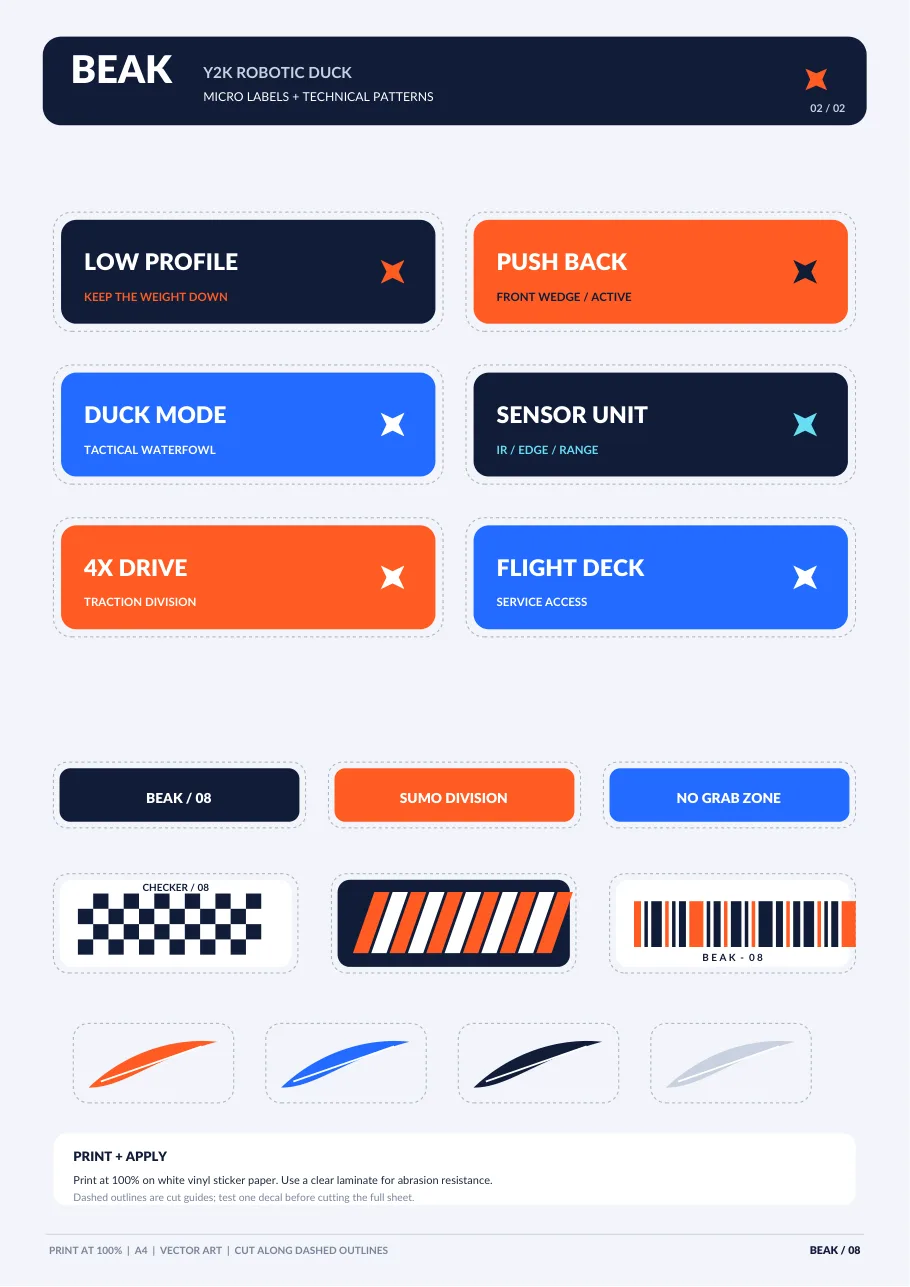 BEAK
Y2K ROBOTIC DUCK
MICRO LABELS + TECHNICAL PATTERNS
02 / 02
LOW PROFILE
KEEP THE WEIGHT DOWN
PUSH BACK
FRONT WEDGE / ACTIVE
DUCK MODE
TACTICAL WATERFOWL
SENSOR UNIT
IR / EDGE / RANGE
4X DRIVE
TRACTION DIVISION
FLIGHT DECK
SERVICE ACCESS
BEAK / 08
SUMO DIVISION
NO GRAB ZONE
CHECKER / 08
BEAK - 08
PRINT + APPLY
Print at 100% on white vinyl sticker paper. Use a clear laminate for abrasion resistance.
Dashed outlines are cut guides; test one decal before cutting the full sheet.
PRINT AT 100% | A4 | VECTOR ART | CUT ALONG DASHED OUTLINES
BEAK / 08